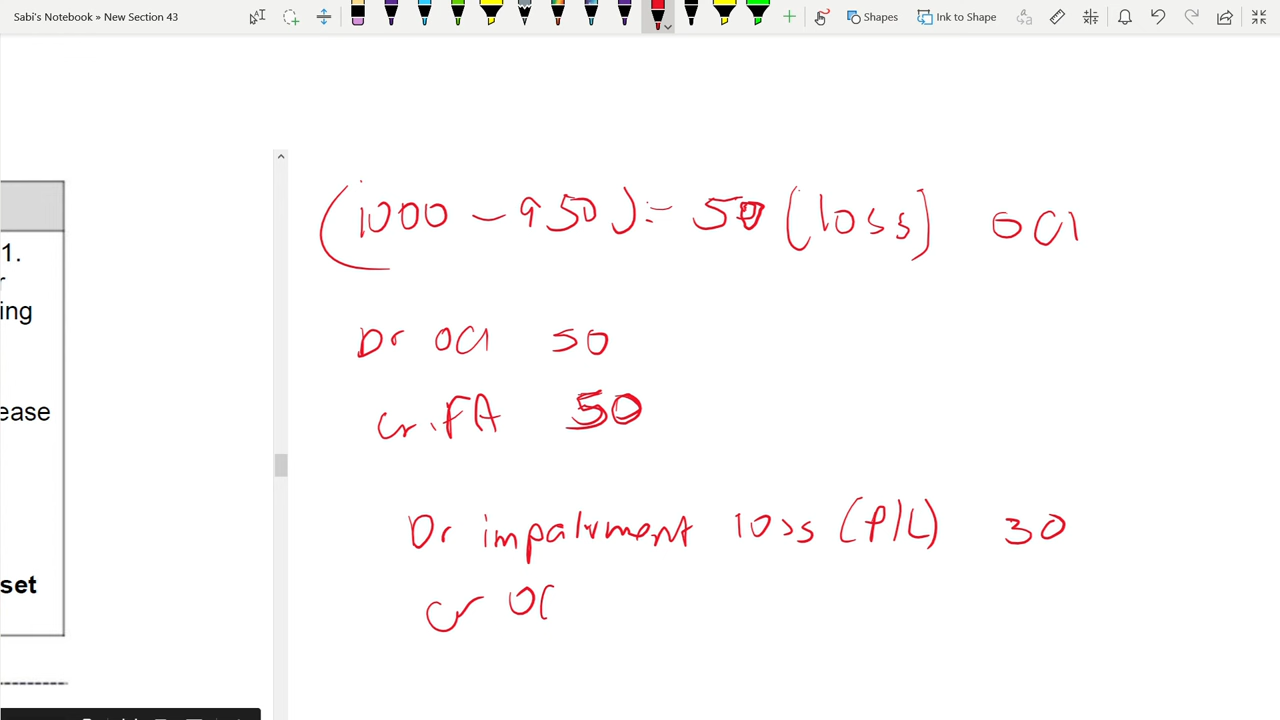 Sabi's Notebook » New Section 43
Shapes
Ink to Shape
1.
ing
ease
set
(1000 - 950) = 50 (loss) OCI
Dr OCI 50
Cr. FA 50
Dr impairment loss (P/L) 30
Cr OC